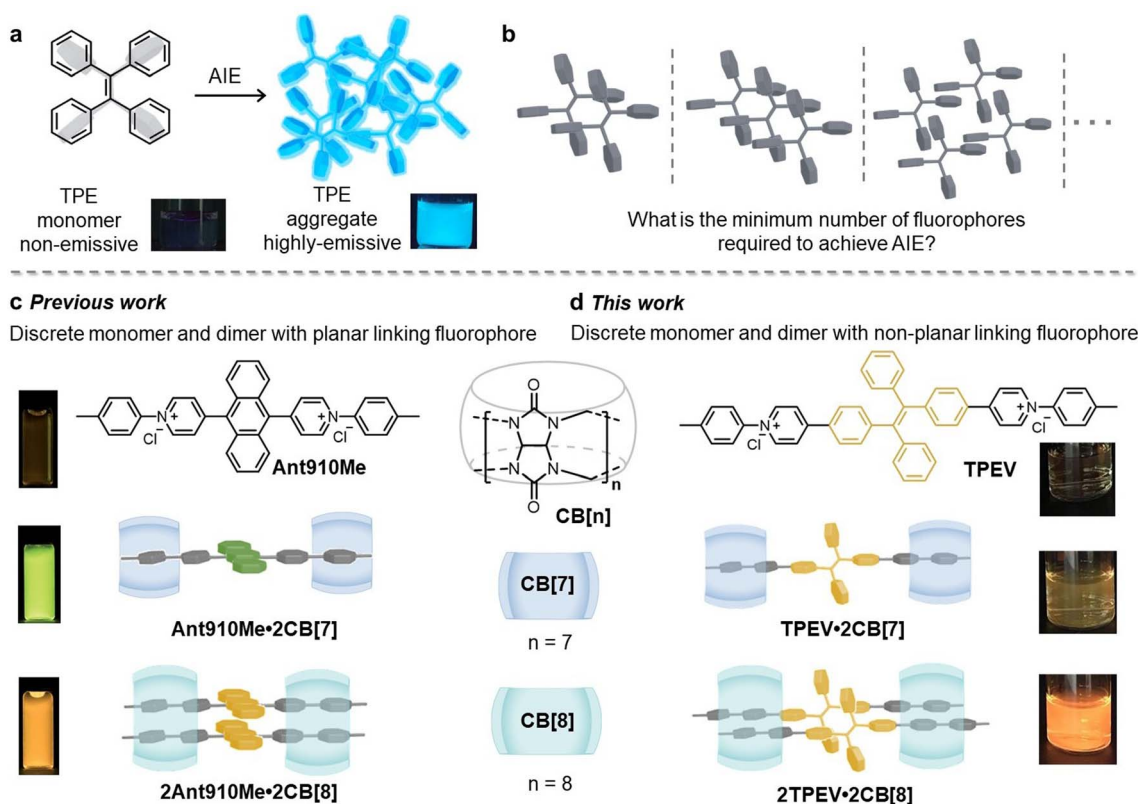 a
AIE
TPE
monomer
non-emissive
TPE
aggregate
highly-emissive
b
What is the minimum number of fluorophores
required to achieve AIE?
c Previous work
Discrete monomer and dimer with planar linking fluorophore
N+
Cl−
N+
Cl−
Ant910Me
Ant910Me•2CB[7]
2Ant910Me•2CB[8]
O
N N
N N
O
n
CB[n]
CB[7]
n = 7
CB[8]
n = 8
d This work
Discrete monomer and dimer with non-planar linking fluorophore
N+
Cl−
N+
Cl−
TPEV
TPEV•2CB[7]
2TPEV•2CB[8]